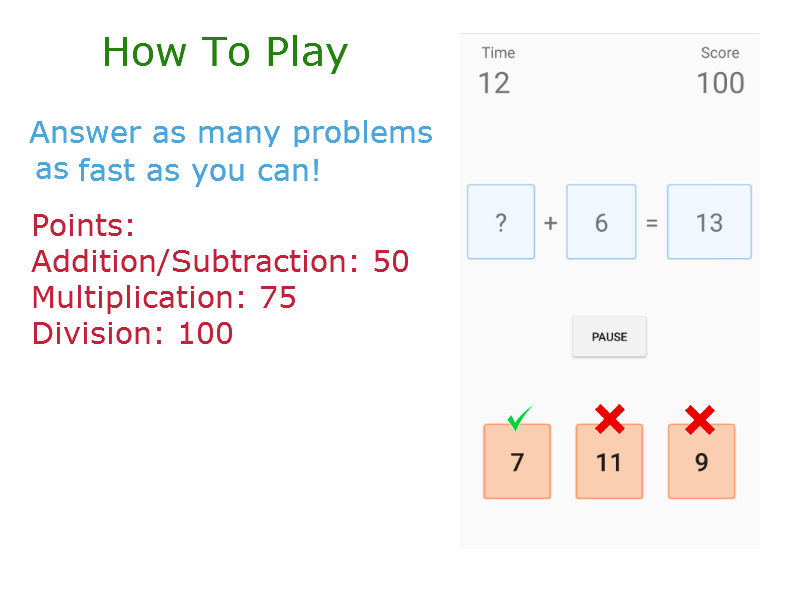 How To Play
Answer as many problems
as fast as you can!
Points:
Addition/Subtraction: 50
Multiplication: 75
Division: 100
Time Score
12 100
? + 6 = 13
PAUSE
7 11 9